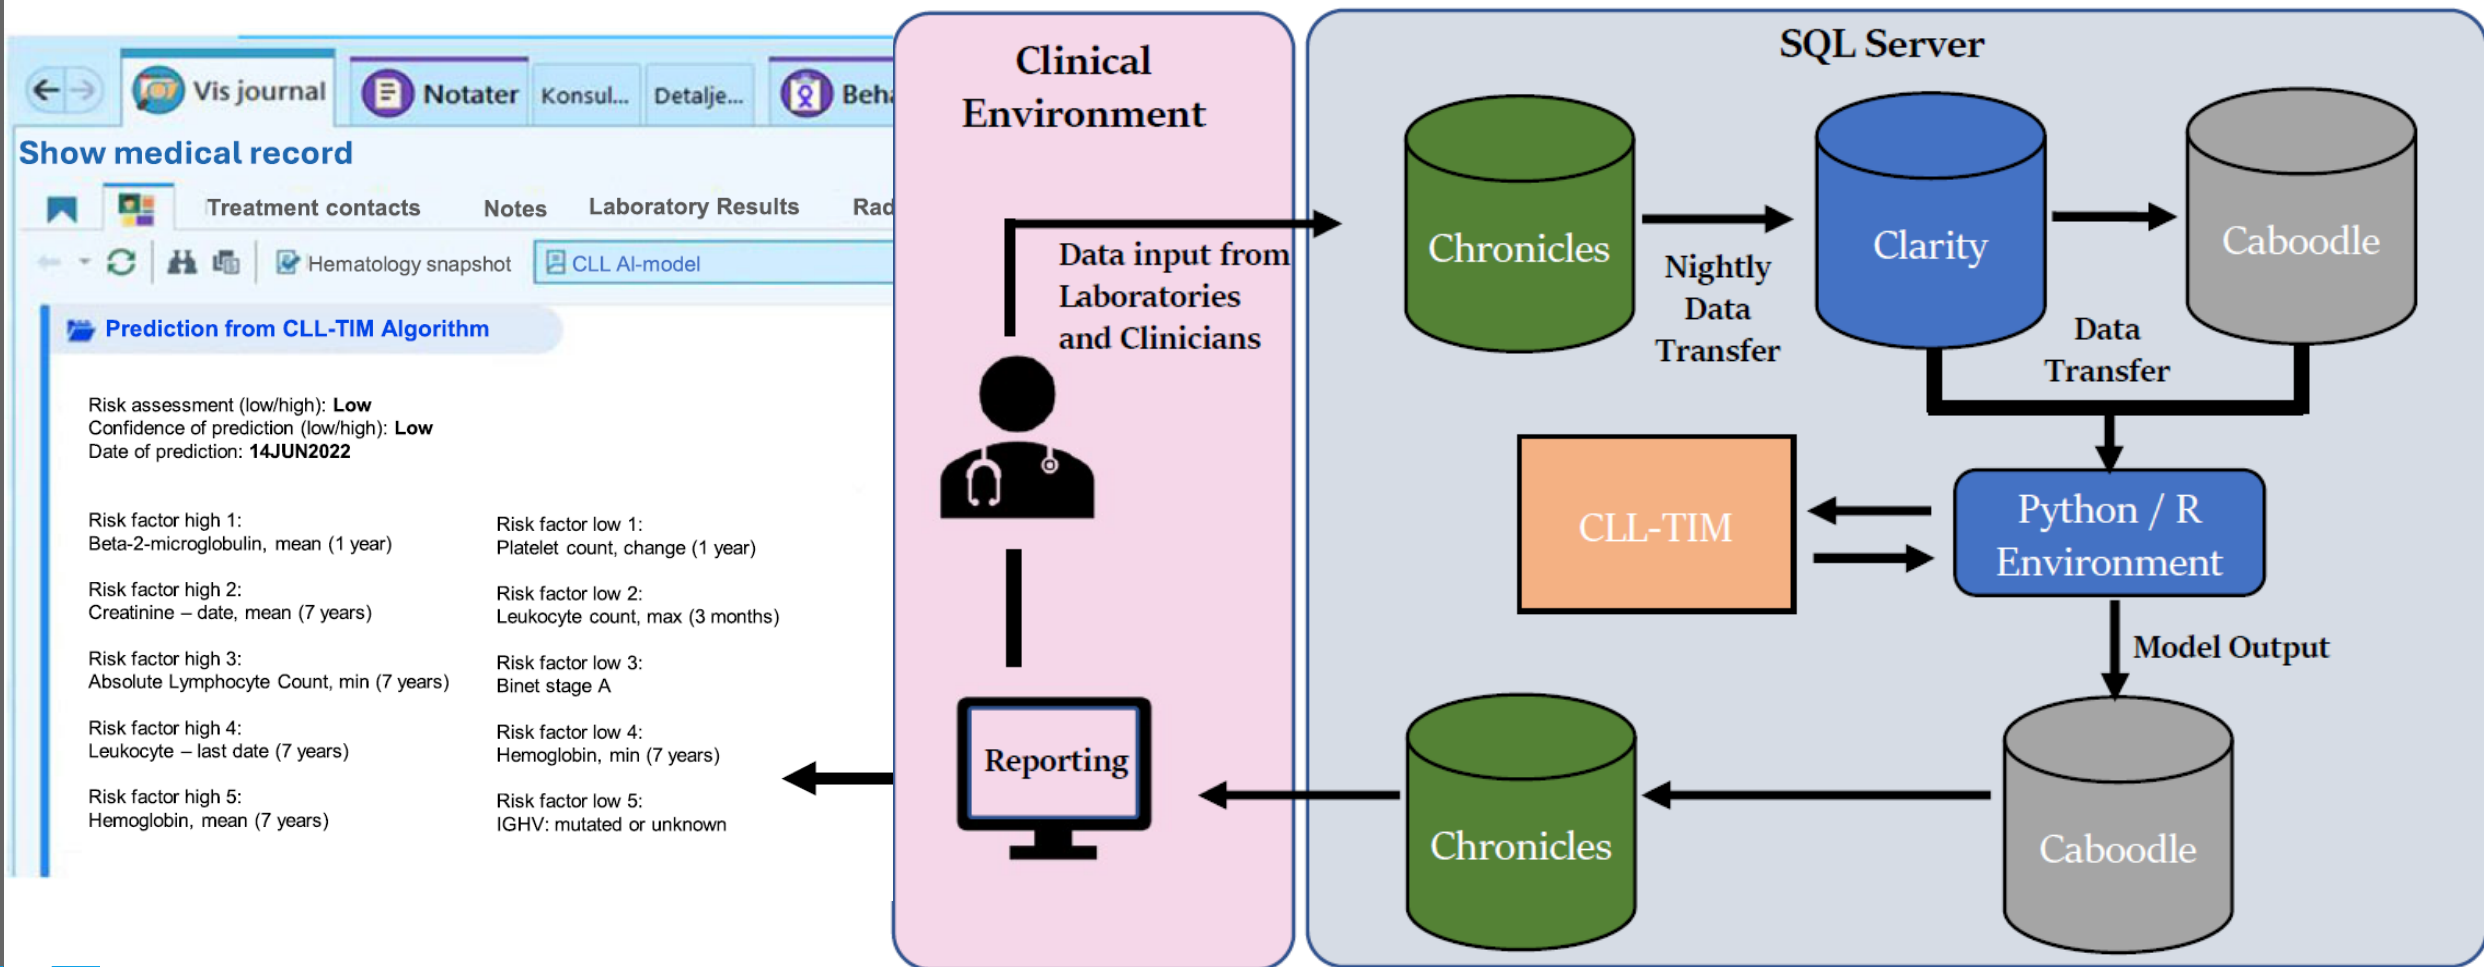 Vis journal
Notater
Konsul...
Detalje...
Show medical record
Treatment contacts
Notes
Laboratory Results
Hematology snapshot
CLL AI-model
Prediction from CLL-TIM Algorithm
Risk assessment (low/high): Low
Confidence of prediction (low/high): Low
Date of prediction: 14JUN2022
Risk factor high 1:
Beta-2-microglobulin, mean (1 year)
Risk factor high 2:
Creatinine – date, mean (7 years)
Risk factor high 3:
Absolute Lymphocyte Count, min (7 years)
Risk factor high 4:
Leukocyte – last date (7 years)
Risk factor high 5:
Hemoglobin, mean (7 years)
Risk factor low 1:
Platelet count, change (1 year)
Risk factor low 2:
Leukocyte count, max (3 months)
Risk factor low 3:
Binet stage A
Risk factor low 4:
Hemoglobin, min (7 years)
Risk factor low 5:
IGHV: mutated or unknown
Clinical
Environment
Data input from
Laboratories
and Clinicians
Reporting
SQL Server
Chronicles
Nightly
Data
Transfer
Clarity
Caboodle
Data
Transfer
CLL-TIM
Python / R
Environment
Model Output
Chronicles
Caboodle